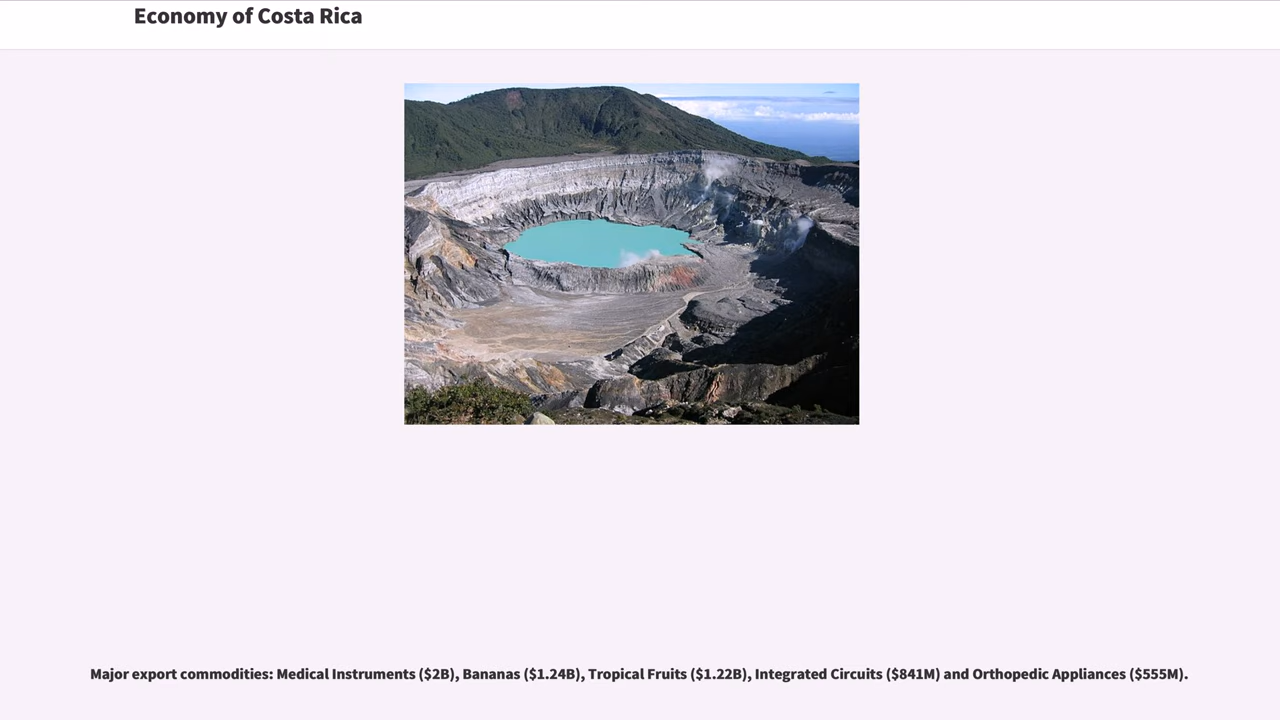 Economy of Costa Rica
Major export commodities: Medical Instruments ($2B), Bananas ($1.24B), Tropical Fruits ($1.22B), Integrated Circuits ($841M) and Orthopedic Appliances ($555M).